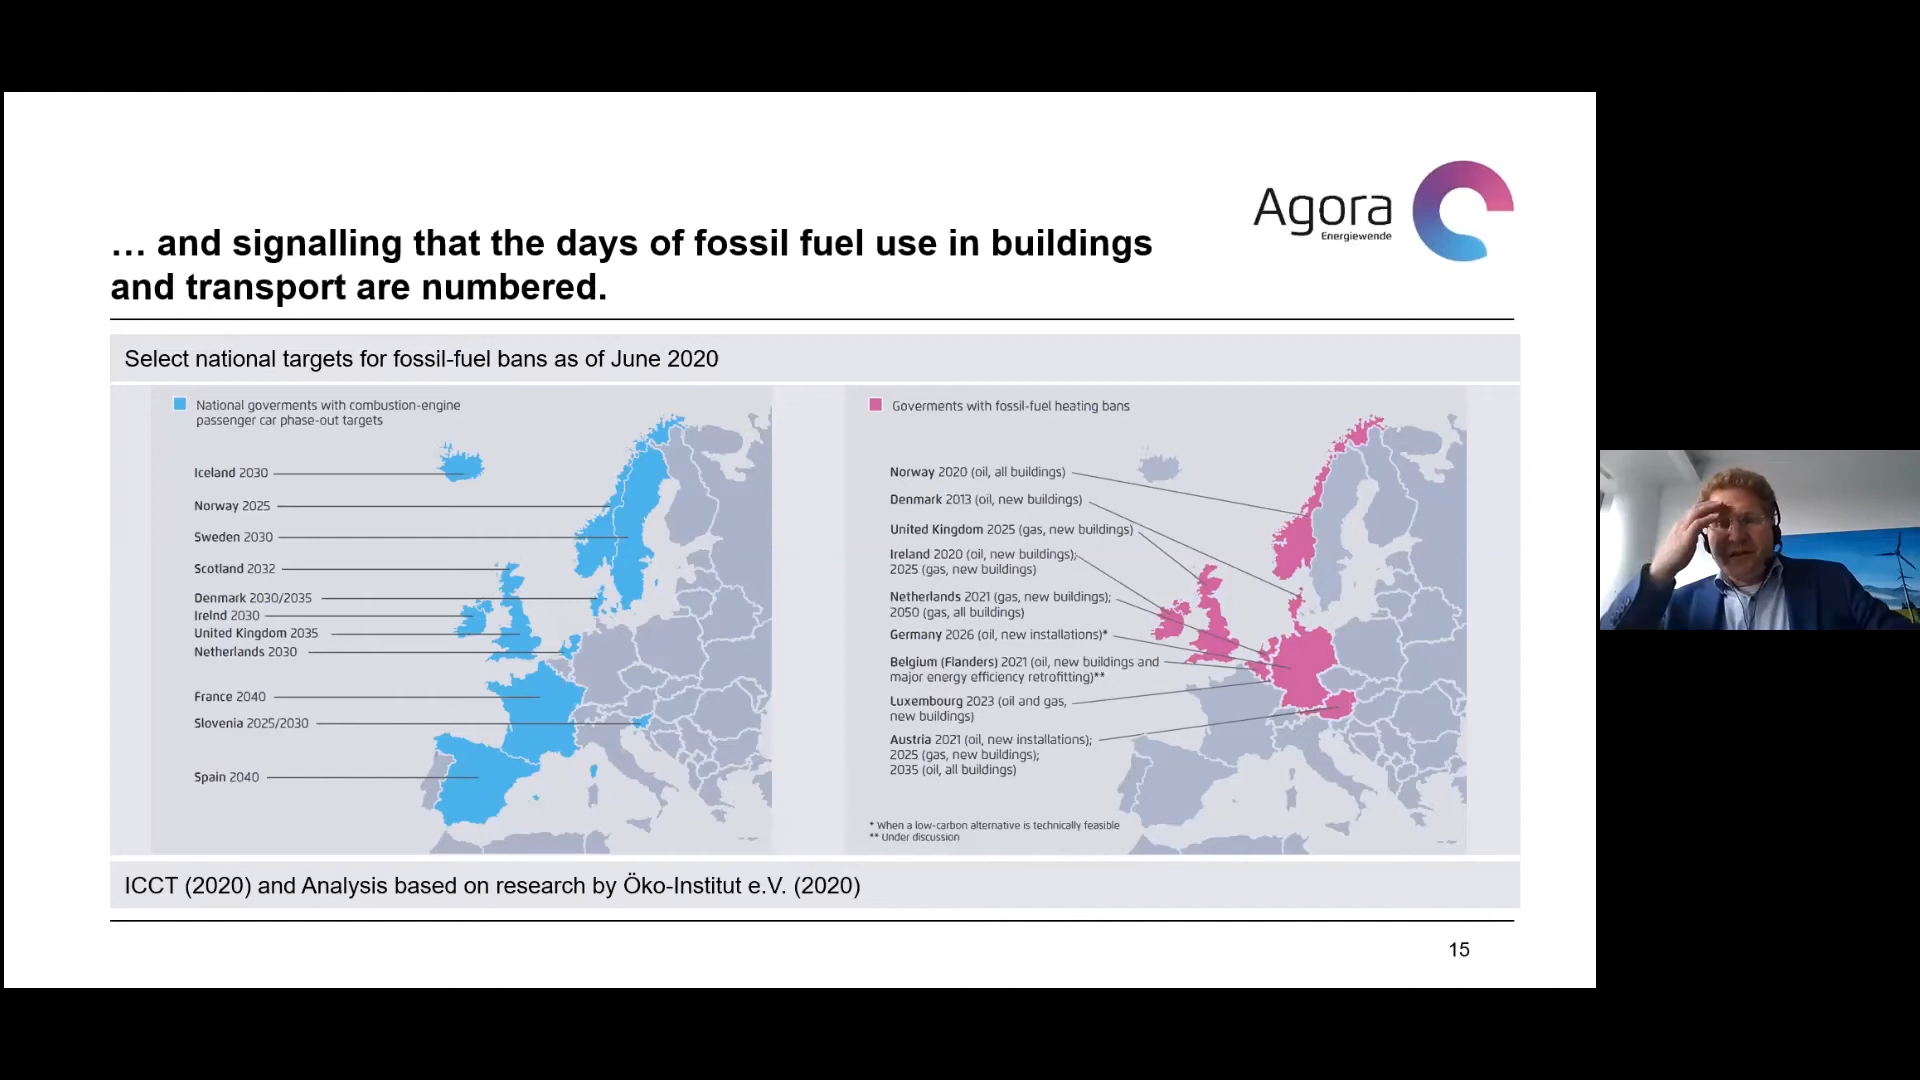 Agora
Energiewende
… and signalling that the days of fossil fuel use in buildings
and transport are numbered.
Select national targets for fossil-fuel bans as of June 2020
National goverments with combustion-engine
passenger car phase-out targets
Iceland 2030
Norway 2025
Sweden 2030
Scotland 2032
Denmark 2030/2035
Irelnd 2030
United Kingdom 2035
Netherlands 2030
France 2040
Slovenia 2025/2030
Spain 2040
Goverments with fossil-fuel heating bans
Norway 2020 (oil, all buildings)
Denmark 2013 (oil, new buildings)
United Kingdom 2025 (gas, new buildings)
Ireland 2020 (oil, new buildings);
2025 (gas, new buildings)
Netherlands 2021 (gas, new buildings);
2050 (gas, all buildings)
Germany 2026 (oil, new installations)*
Belgium (Flanders) 2021 (oil, new buildings and
major energy efficiency retrofitting)**
Luxembourg 2023 (oil and gas,
new buildings)
Austria 2021 (oil, new installations);
2025 (gas, new buildings);
2035 (oil, all buildings)
* When a low-carbon alternative is technically feasible
** Under discussion
ICCT (2020) and Analysis based on research by Öko-Institut e.V. (2020)
15